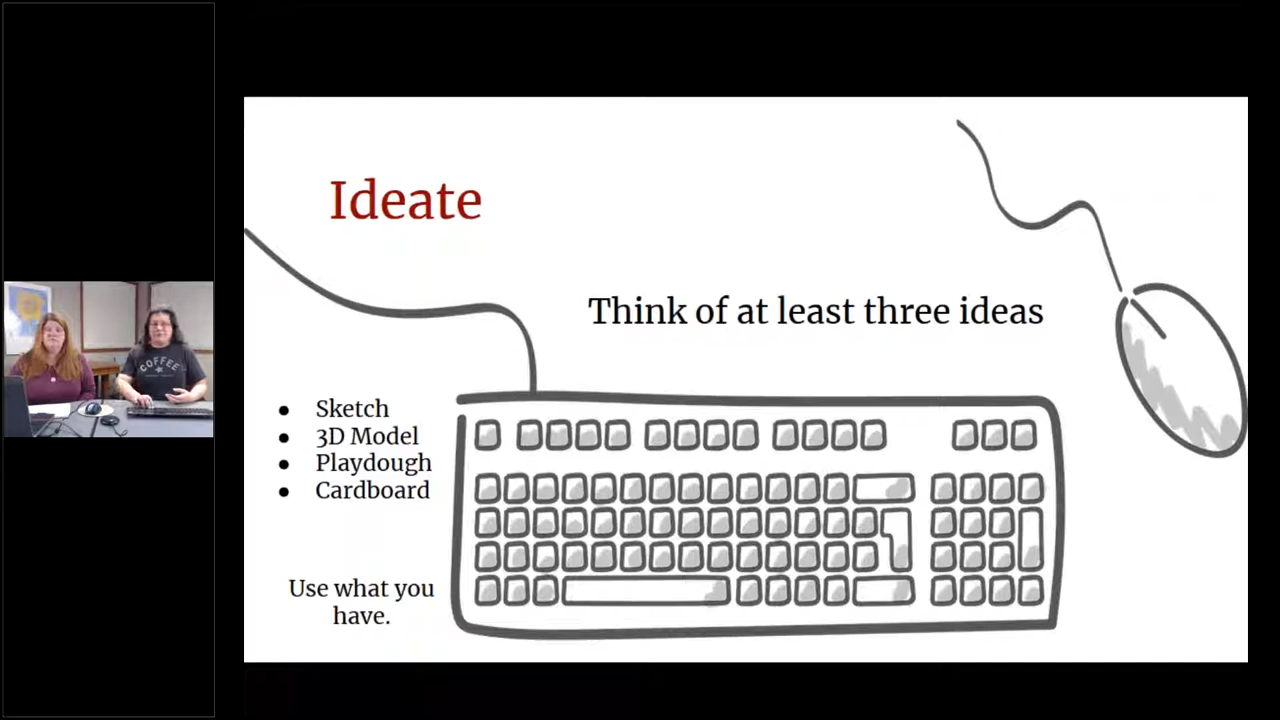 Ideate
Think of at least three ideas
Sketch
3D Model
Playdough
Cardboard
Use what you
have.
COFFEE